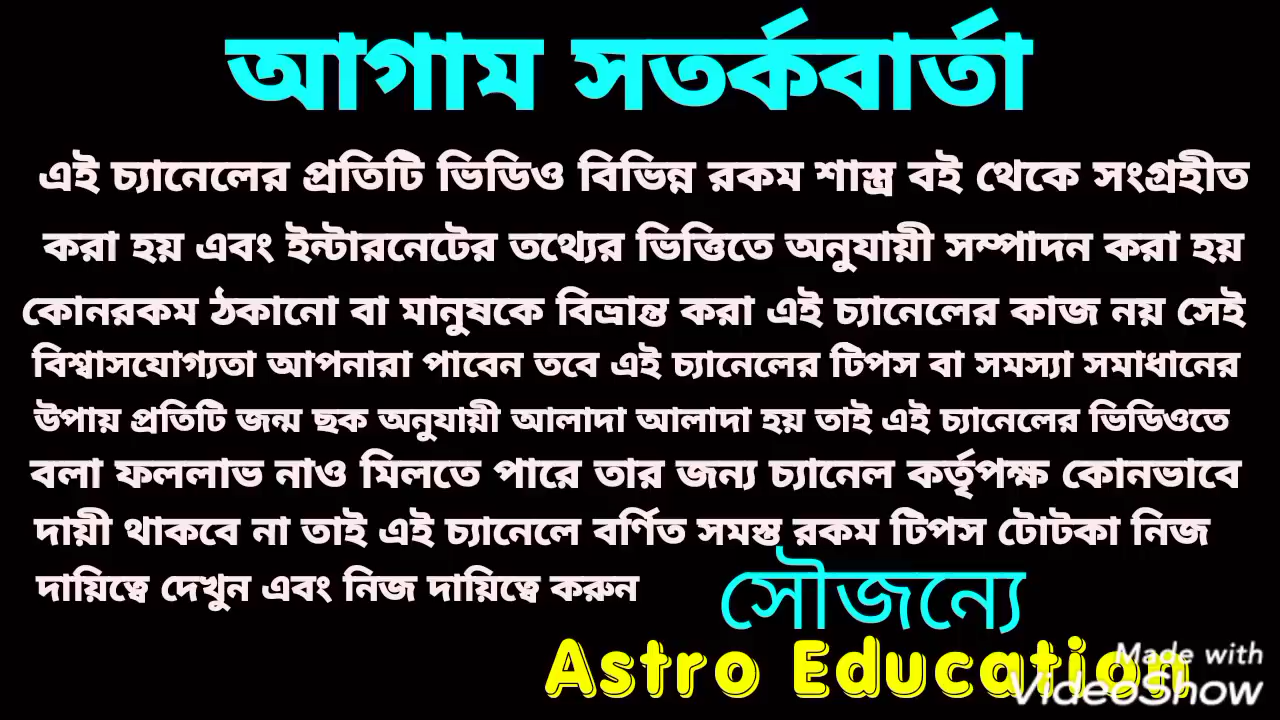 আগাম সতর্কবার্তা
এই চ্যানেলের প্রতিটি ভিডিও বিভিন্ন রকম শাস্ত্র বই থেকে সংগ্রহীত
করা হয় এবং ইন্টারনেটের তথ্যের ভিত্তিতে অনুযায়ী সম্পাদন করা হয়
কোনরকম ঠকানো বা মানুষকে বিভ্রান্ত করা এই চ্যানেলের কাজ নয় সেই
বিশ্বাসযোগ্যতা আপনারা পাবেন তবে এই চ্যানেলের টিপস বা সমস্যা সমাধানের
উপায় প্রতিটি জন্ম ছক অনুযায়ী আলাদা আলাদা হয় তাই এই চ্যানেলের ভিডিওতে
বলা ফললাভ নাও মিলতে পারে তার জন্য চ্যানেল কর্তৃপক্ষ কোনভাবে
দায়ী থাকবে না তাই এই চ্যানেলে বর্ণিত সমস্ত রকম টিপস টোটকা নিজ
দায়িত্বে দেখুন এবং নিজ দায়িত্বে করুন
সৌজন্যে
Astro Education
Made with
VideoShow